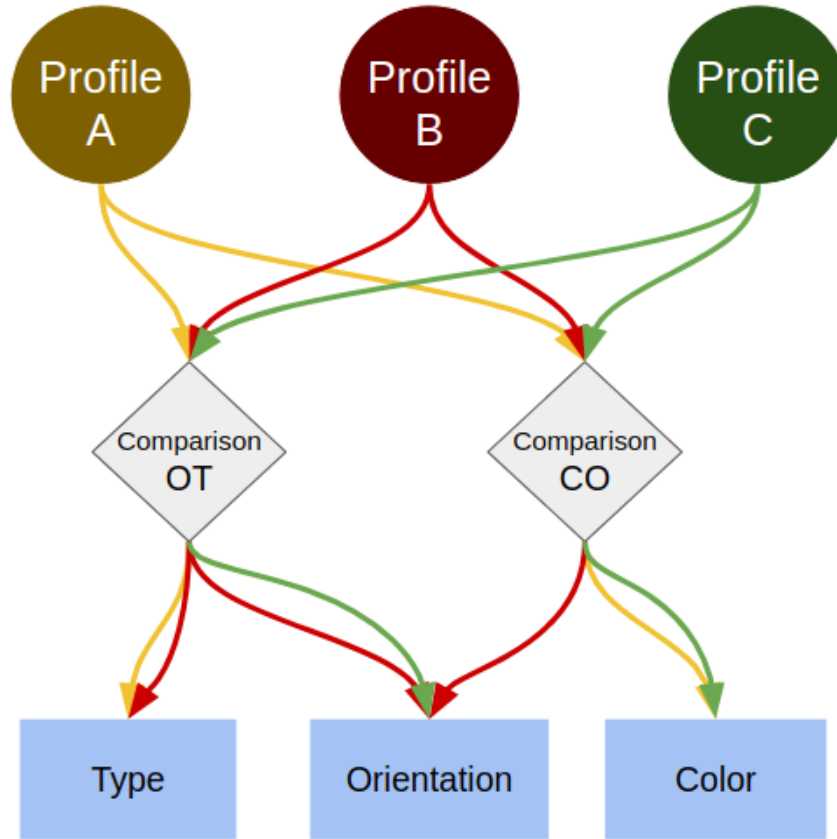 Profile
A
Profile
B
Profile
C
Comparison
OT
Comparison
CO
Type
Orientation
Color